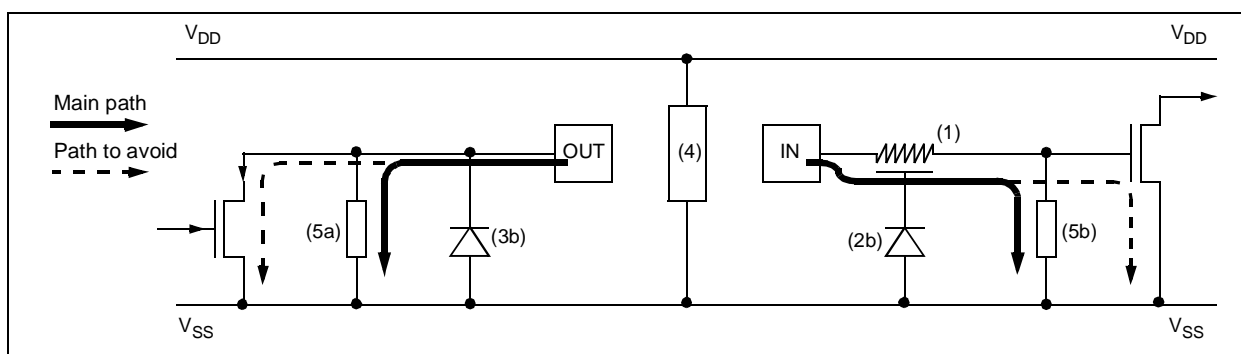 VDD VDD
Main path
Path to avoid
OUT
(4)
IN
(1)
(5a)
(3b)
(2b)
(5b)
VSS VSS